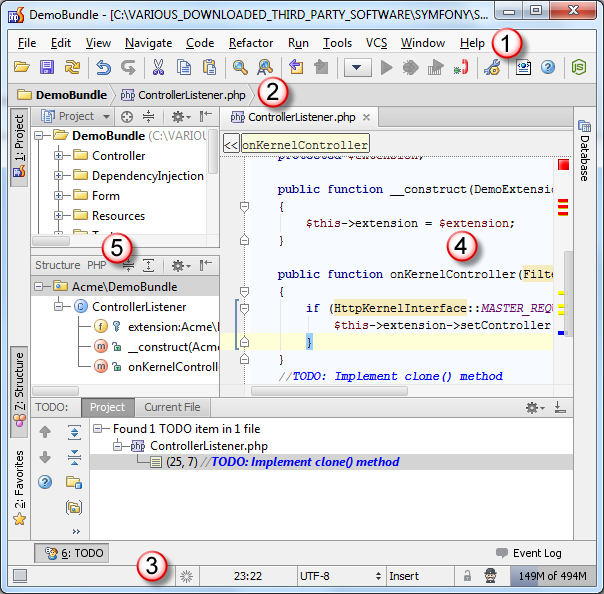 DemoBundle - [C:\VARIOUS_DOWNLOADED_THIRD_PARTY_SOFTWARE\SYMFONY\S...
File Edit View Navigate Code Refactor Run Tools VCS Window Help 1
DemoBundle ControllerListener.php 2
1: Project
Project
ControllerListener.php
Database
DemoBundle (C:\VARIOU
<< onKernelController
Controller
DependencyInjection
Form
Resources
protected $extension;
public function __construct(DemoExtens
{
$this->extension = $extension;
}
4
5
Structure PHP
public function onKernelController(Filte
{
if (HttpKernelInterface::MASTER_REQU
$this->extension->setController
}
}
//TODO: Implement clone() method
Acme\DemoBundle
ControllerListener
extension:Acme\
__construct(Acme
onKernelControll
2: Structure
2: Favorites
TODO: Project Current File
Found 1 TODO item in 1 file
ControllerListener.php
(25, 7) //TODO: Implement clone() method
6: TODO
Event Log
3
23:22 UTF-8 Insert 149M of 494M